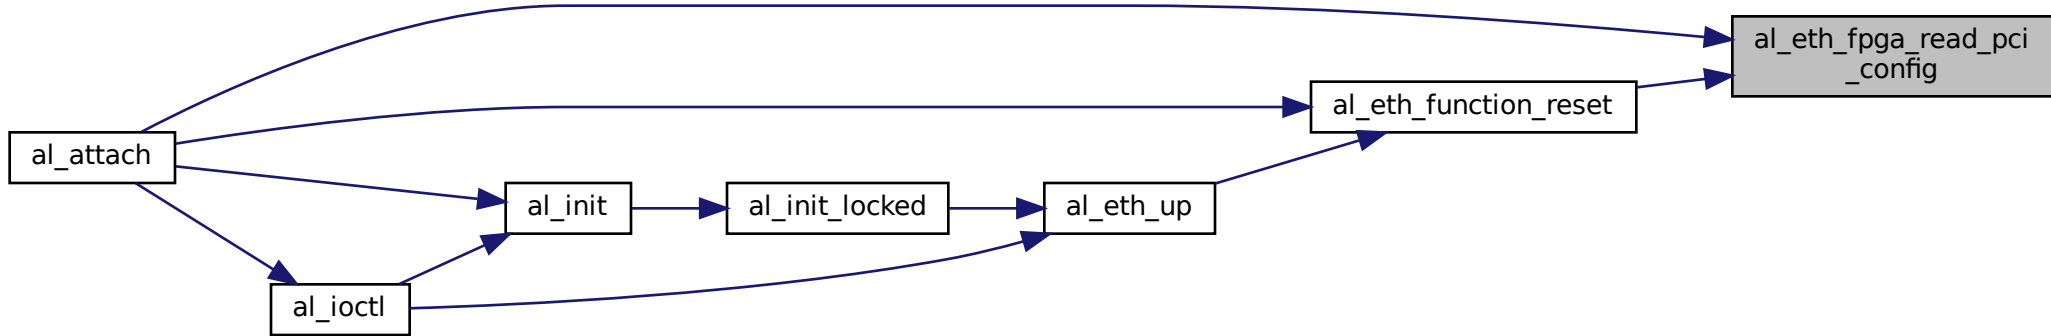 al_eth_fpga_read_pci
_config
al_eth_function_reset
al_attach
al_init
al_init_locked
al_eth_up
al_ioctl